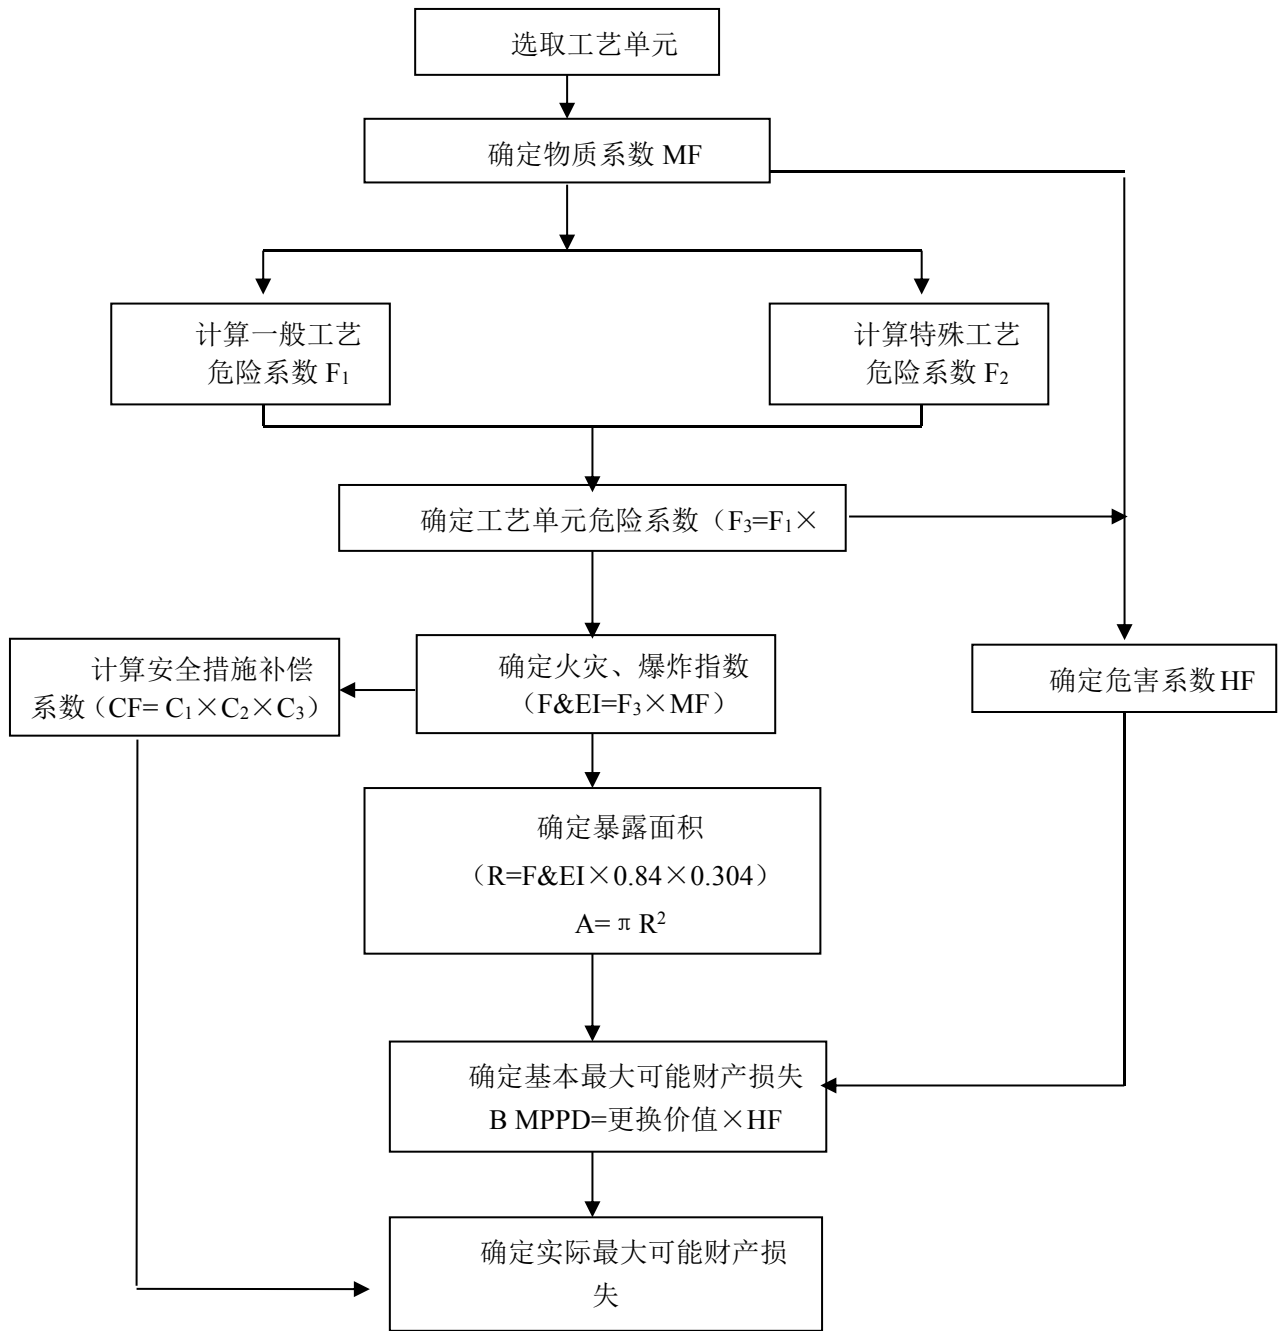 选取工艺单元
确定物质系数 MF
计算一般工艺
危险系数 F₁
计算特殊工艺
危险系数 F₂
确定工艺单元危险系数（F₃=F₁×
计算安全措施补偿
系数（CF= C₁×C₂×C₃）
确定火灾、爆炸指数
（F&EI=F₃×MF）
确定危害系数 HF
确定暴露面积
（R=F&EI×0.84×0.304）
A= π R²
确定基本最大可能财产损失
B MPPD=更换价值×HF
确定实际最大可能财产损
失